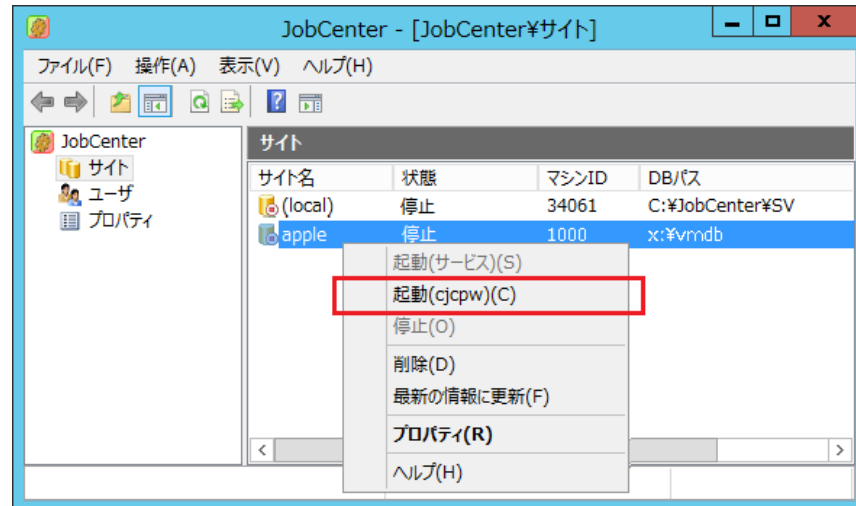 JobCenter - [JobCenter¥サイト]
ファイル(F) 操作(A) 表示(V) ヘルプ(H)
JobCenter
サイト
ユーザ
プロパティ
サイト
サイト名 状態 マシンID DBパス
(local) 停止 34061 C:¥JobCenter¥SV
apple 停止 1000 x:¥vmdb
起動(サービス)(S)
起動(cjcpw)(C)
停止(O)
削除(D)
最新の情報に更新(F)
プロパティ(R)
ヘルプ(H)